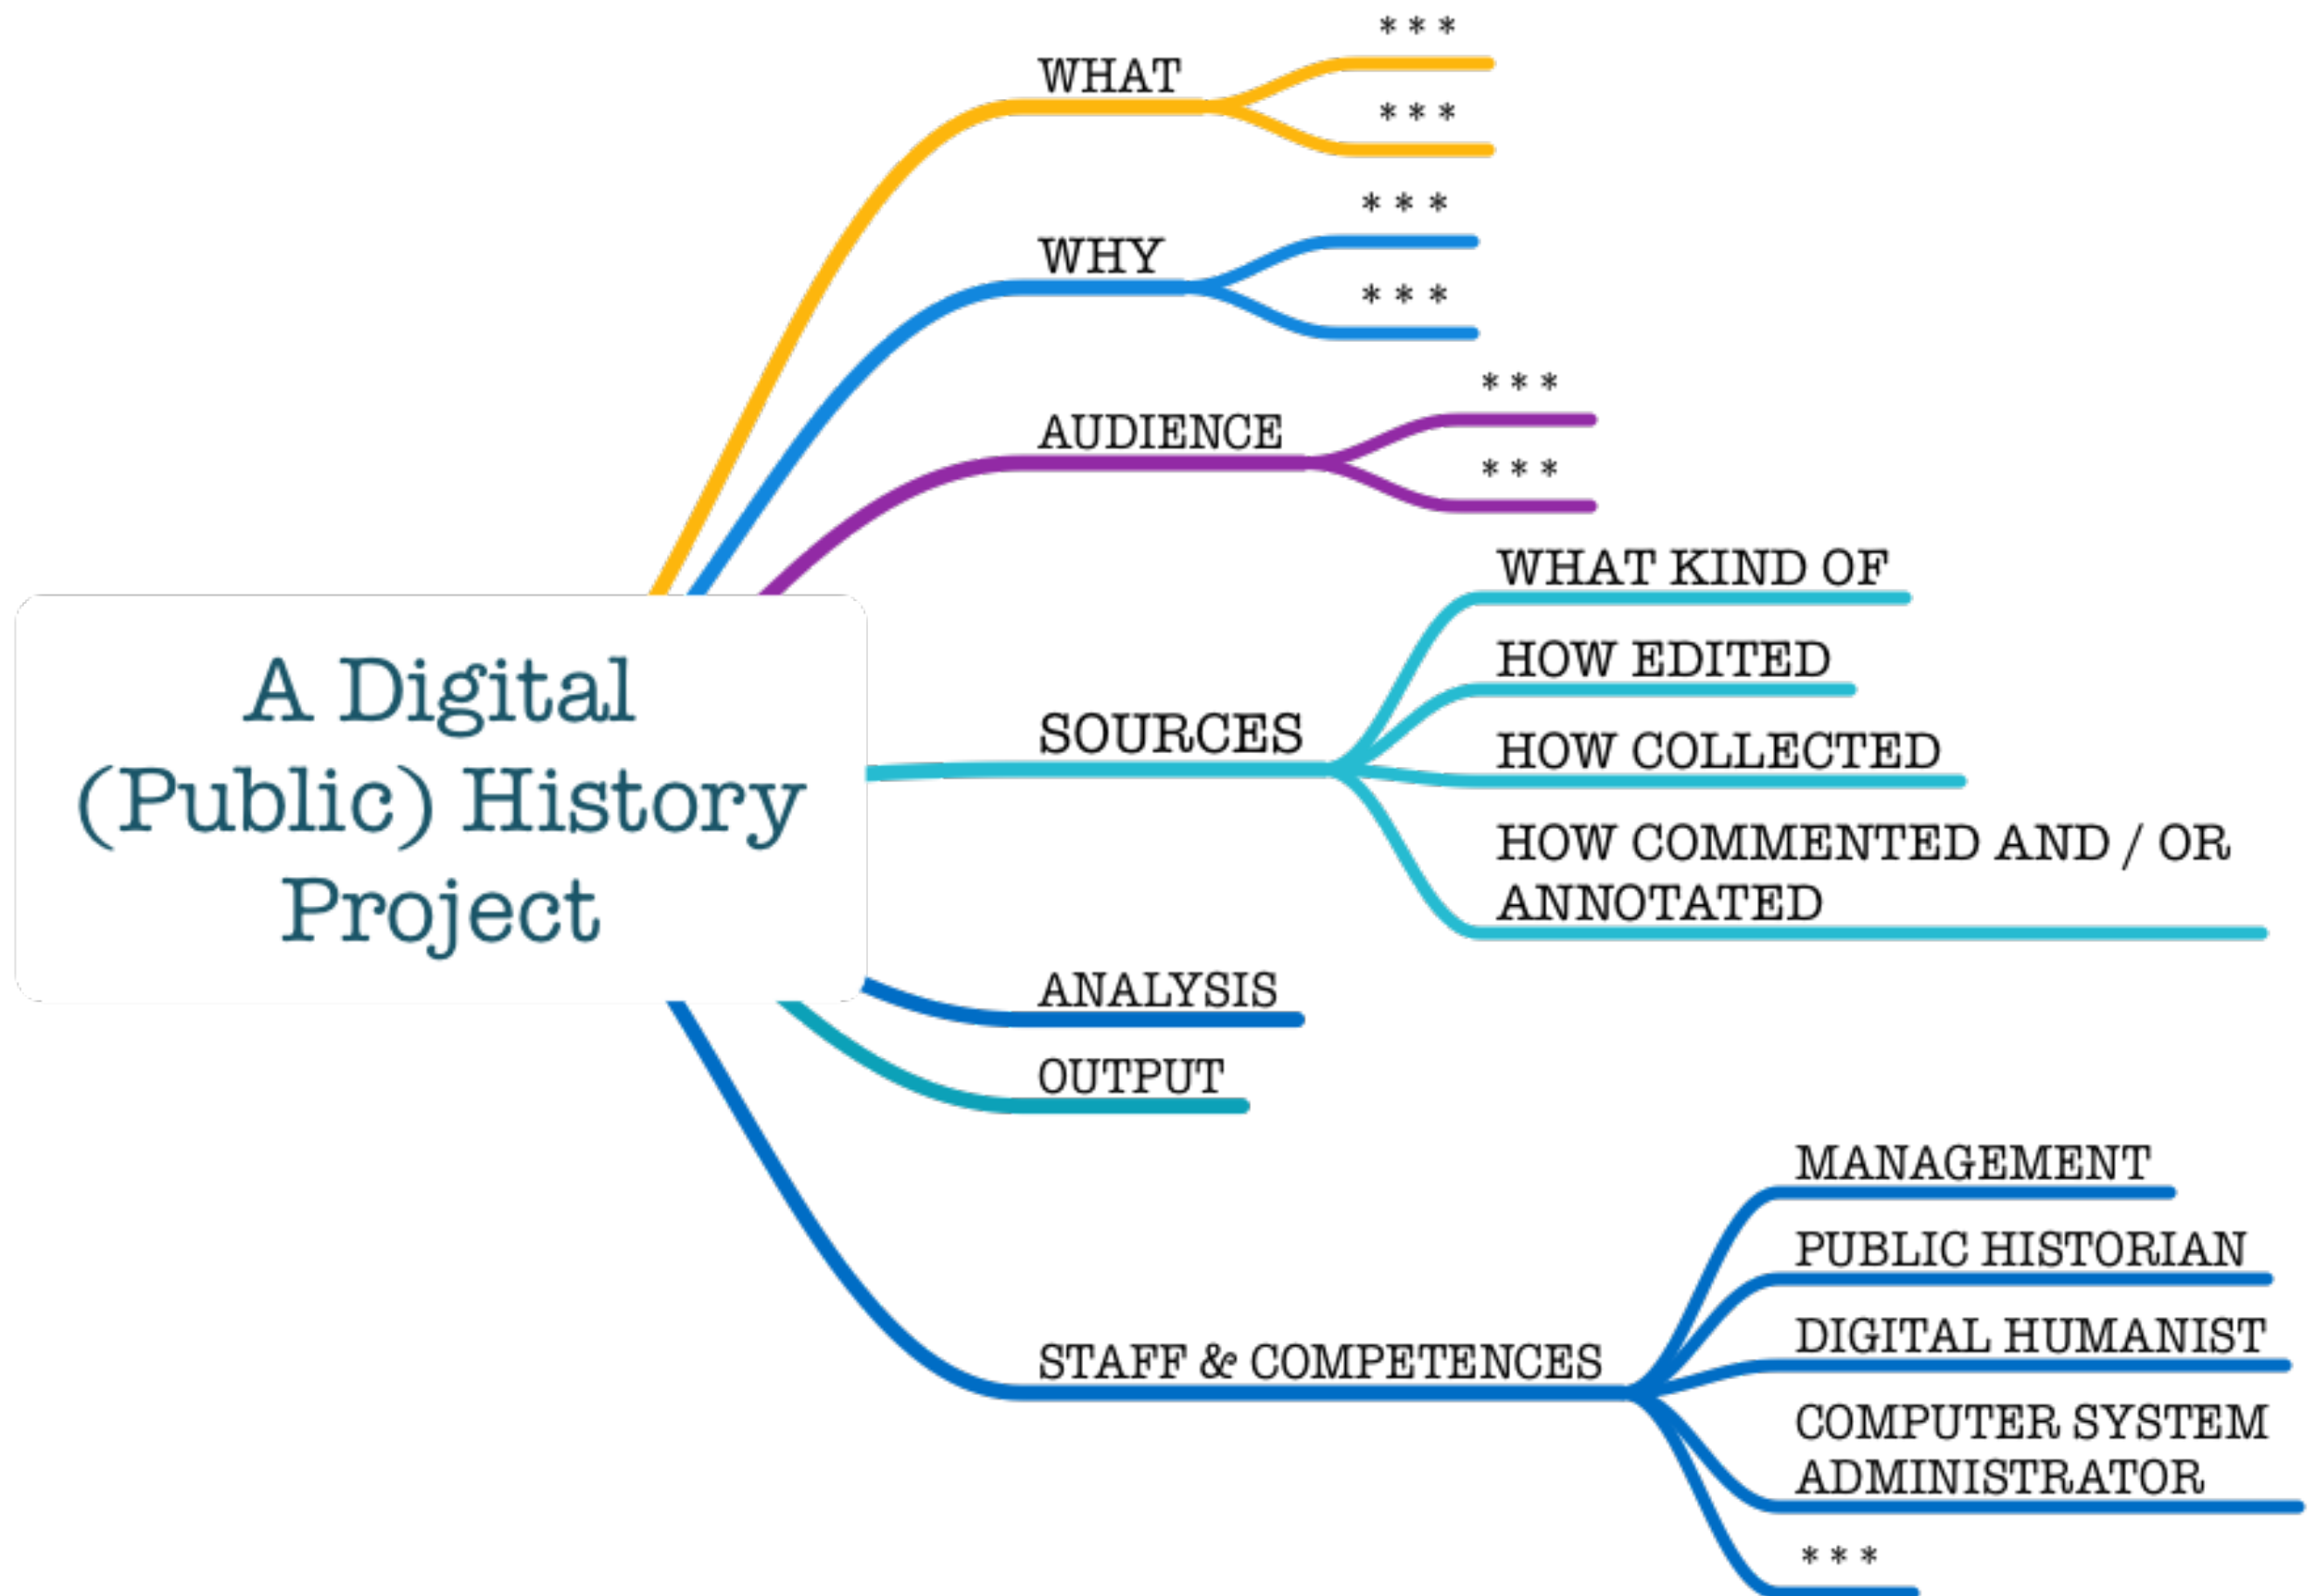 A Digital
(Public) History
Project
WHAT
* * *
* * *
WHY
* * *
* * *
AUDIENCE
* * *
* * *
SOURCES
WHAT KIND OF
HOW EDITED
HOW COLLECTED
HOW COMMENTED AND / OR
ANNOTATED
ANALYSIS
OUTPUT
STAFF & COMPETENCES
MANAGEMENT
PUBLIC HISTORIAN
DIGITAL HUMANIST
COMPUTER SYSTEM
ADMINISTRATOR
* * *